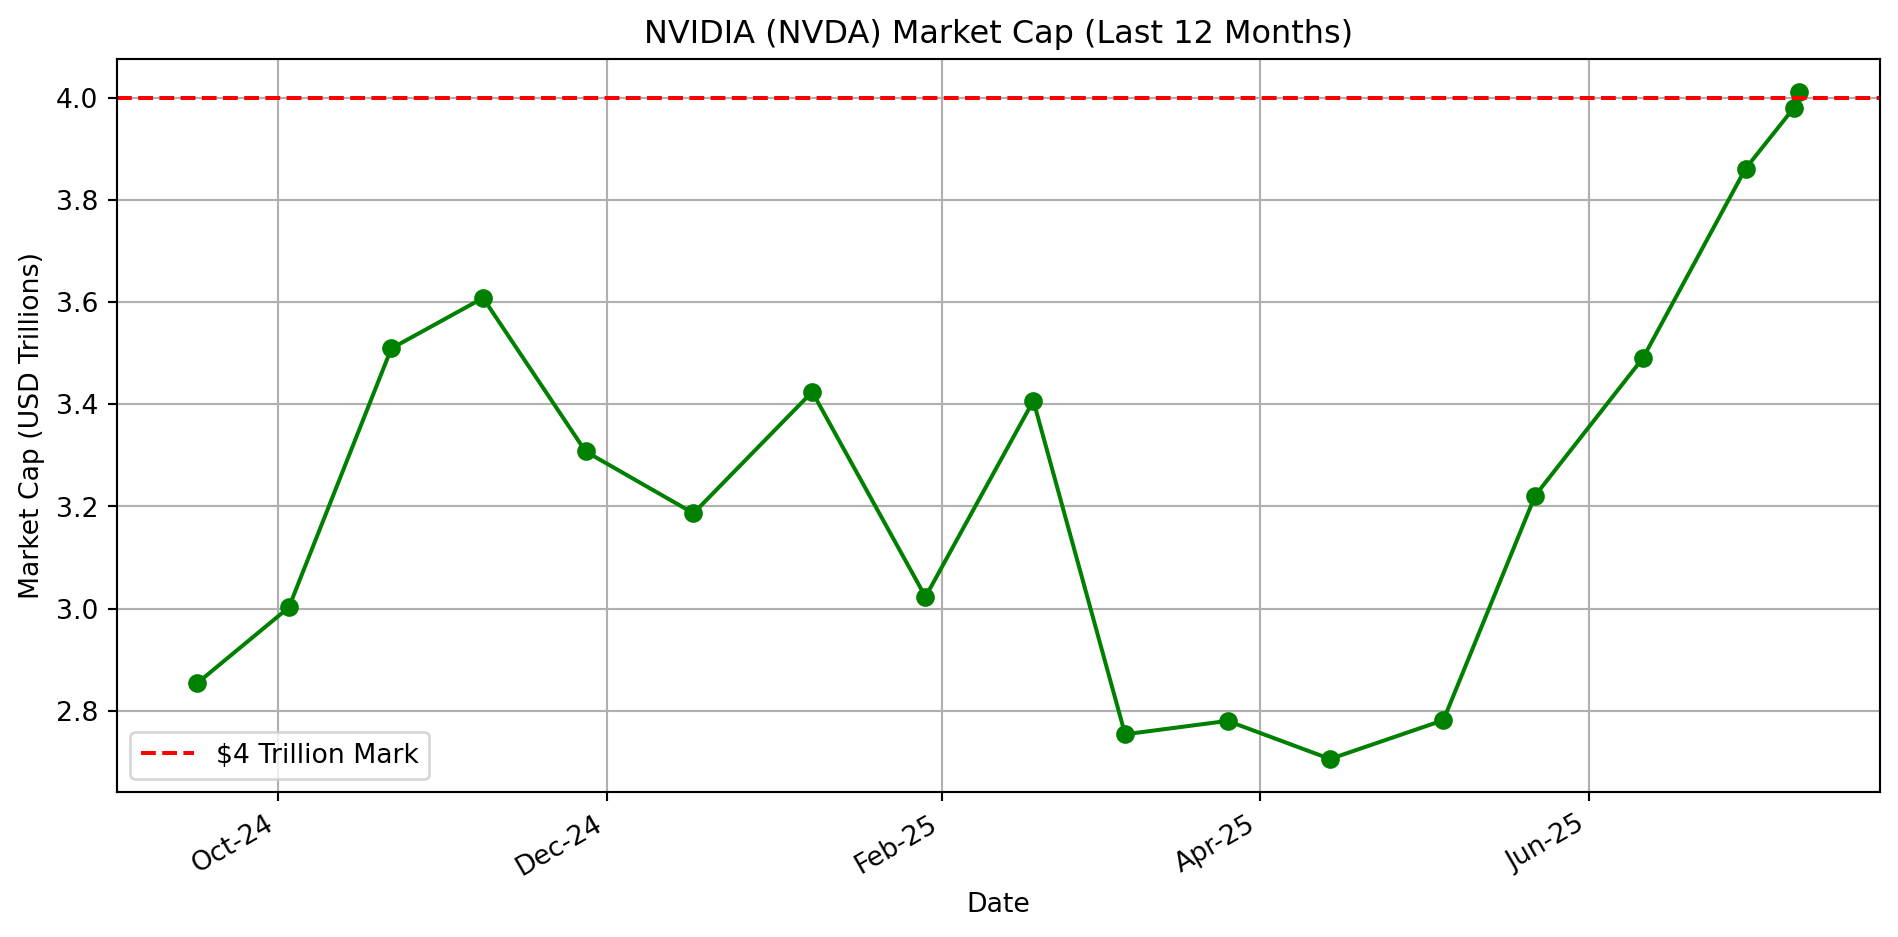 NVIDIA (NVDA) Market Cap (Last 12 Months)
Market Cap (USD Trillions)
4.0
3.8
3.6
3.4
3.2
3.0
2.8
$4 Trillion Mark
Oct-24
Dec-24
Feb-25
Apr-25
Jun-25
Date